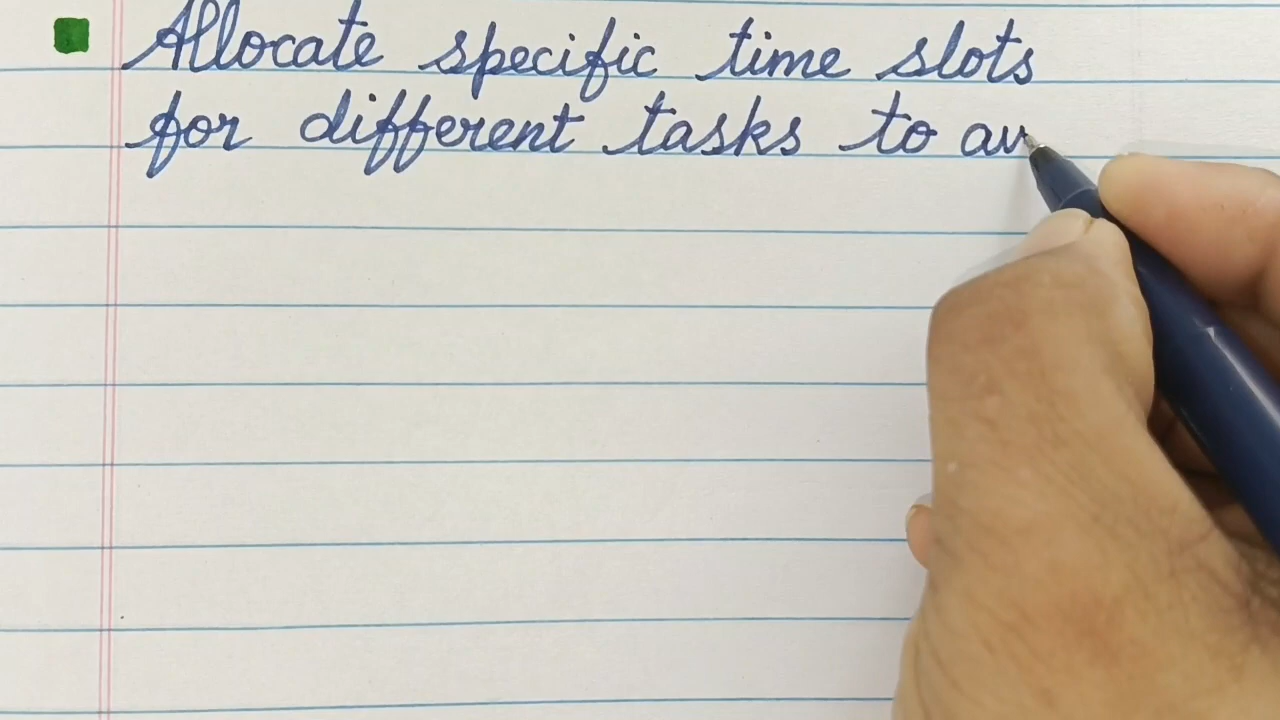 Allocate specific time slots
for different tasks to av